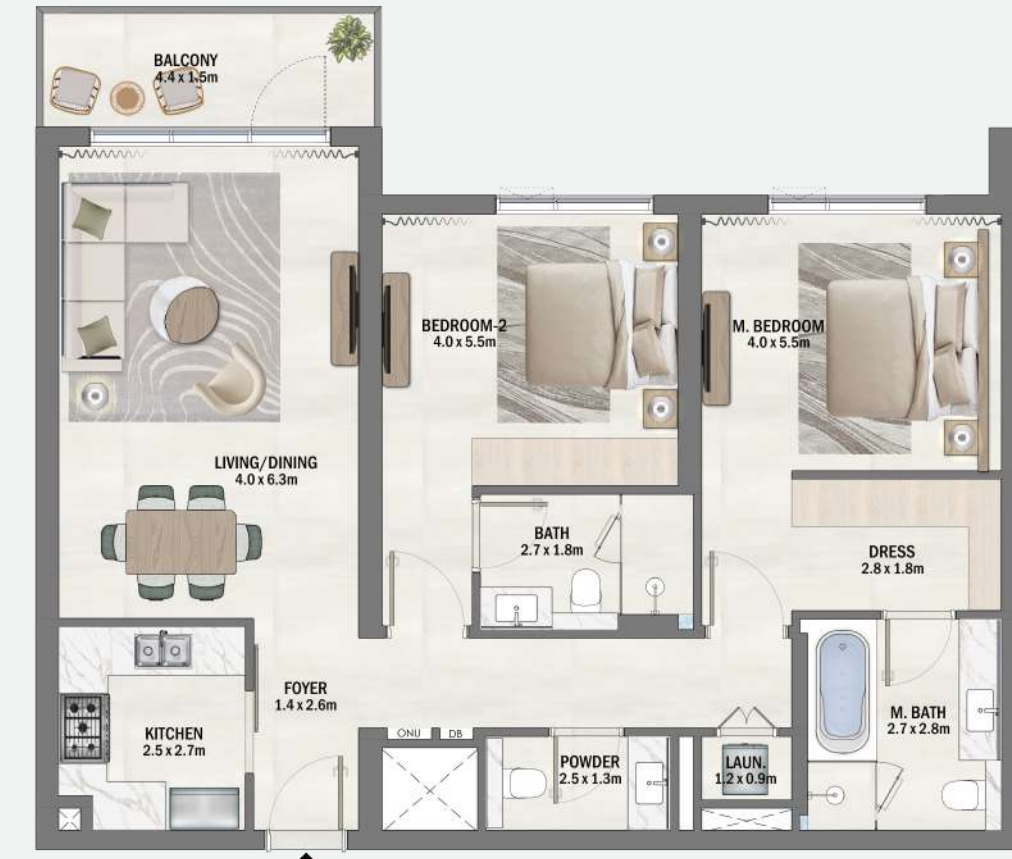 BALCONY
4.4 x 1.5m
BEDROOM-2
4.0 x 5.5m
M. BEDROOM
4.0 x 5.5m
LIVING/DINING
4.0 x 6.3m
BATH
2.7 x 1.8m
DRESS
2.8 x 1.8m
FOYER
1.4 x 2.6m
KITCHEN
2.5 x 2.7m
ONU
DB
POWDER
2.5 x 1.3m
LAUN.
1.2 x 0.9m
M. BATH
2.7 x 2.8m